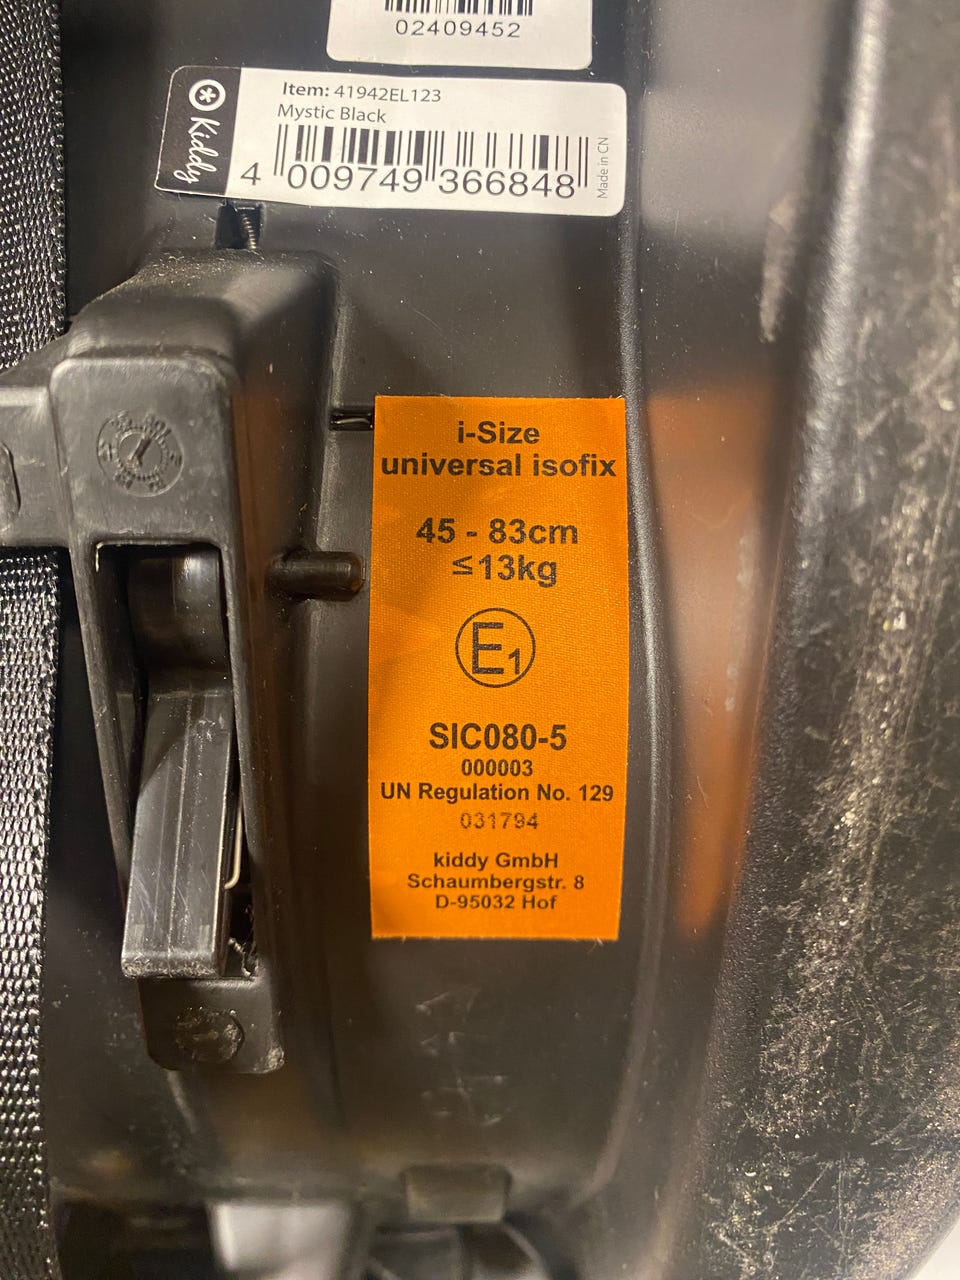 02409452
Kiddy
Item: 41942EL123
Mystic Black
4 009749 366848
Made in CN
i-Size
universal isofix
45 - 83cm
≤13kg
E1
SIC080-5
000003
UN Regulation No. 129
031794
kiddy GmbH
Schaumbergstr. 8
D-95032 Hof